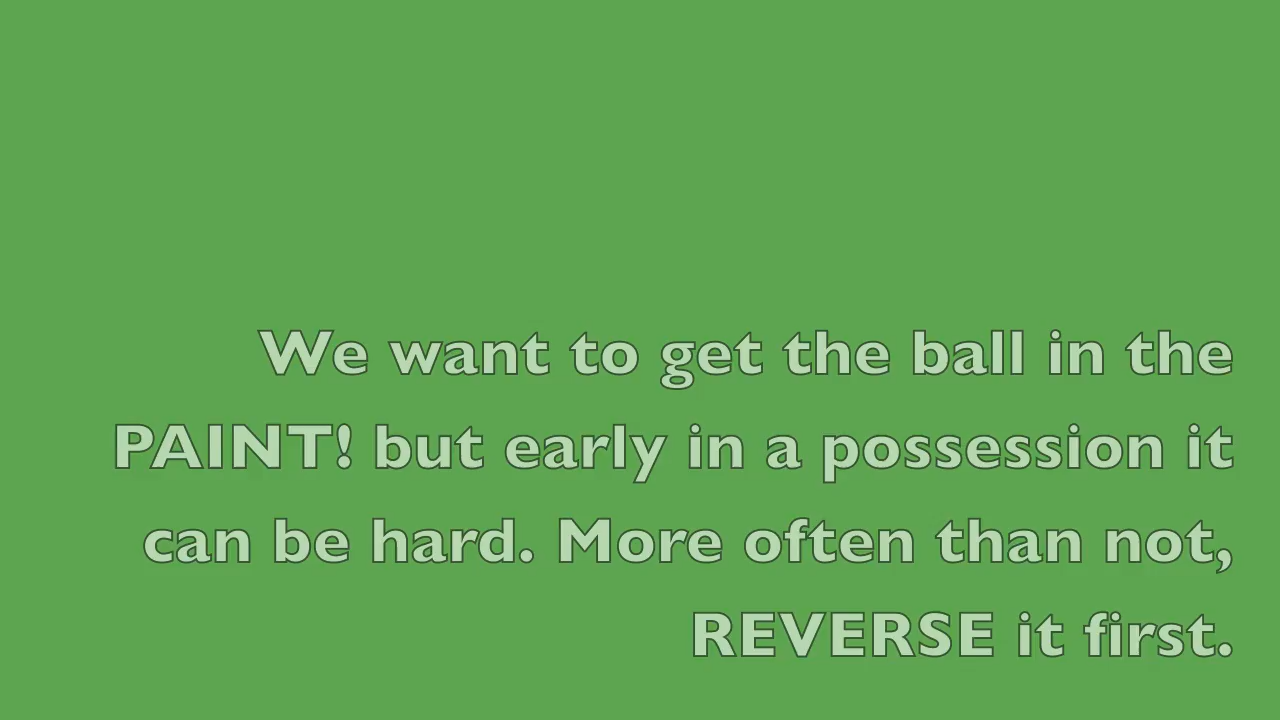 We want to get the ball in the
PAINT! but early in a possession it
can be hard. More often than not,
REVERSE it first.